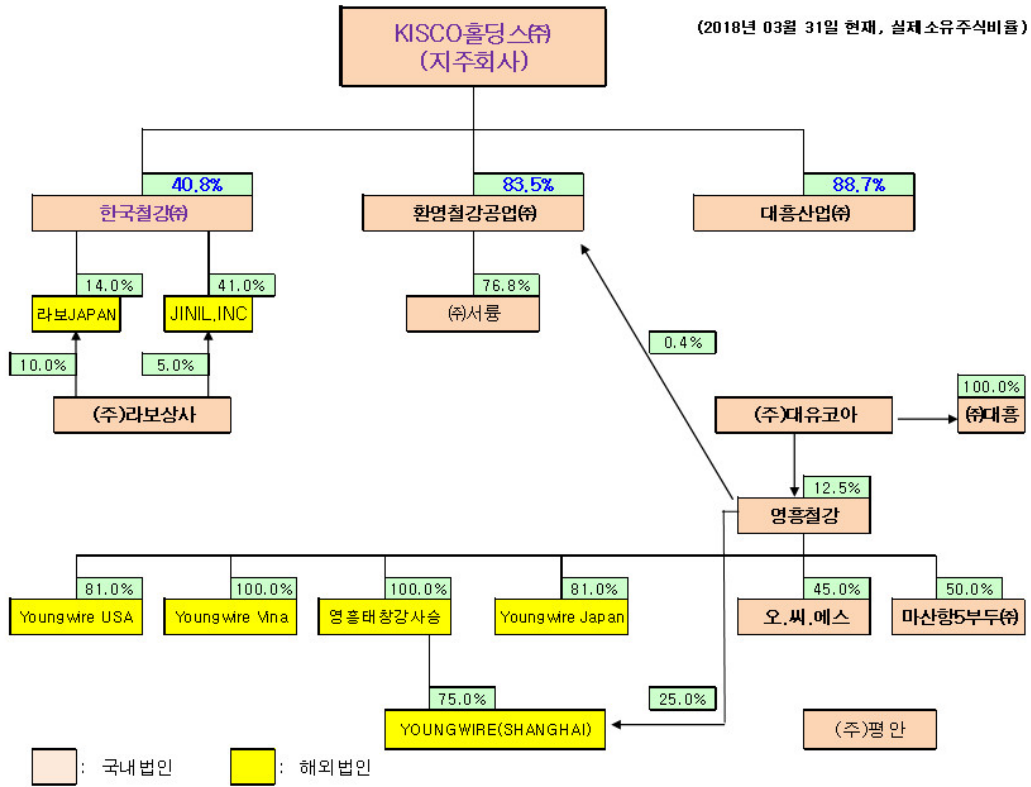 KISCO홀딩스㈜
(지주회사)
(2018년 03월 31일 현재, 실제소유주식비율)
40.8%
83.5%
88.7%
한국철강㈜
환영철강공업㈜
대흥산업㈜
14.0%
41.0%
76.8%
라보JAPAN
JINIL,INC
㈜서륭
10.0%
5.0%
0.4%
(주)라보상사
100.0%
(주)대유코아
㈜대흥
12.5%
영흥철강
81.0%
100.0%
100.0%
81.0%
45.0%
50.0%
Youngwire USA
Youngwire Vina
영흥태창강사승
Youngwire Japan
오.씨.에스
마산항5부두㈜
75.0%
25.0%
YOUNGWIRE(SHANGHAI)
(주)평안
: 국내법인
: 해외법인